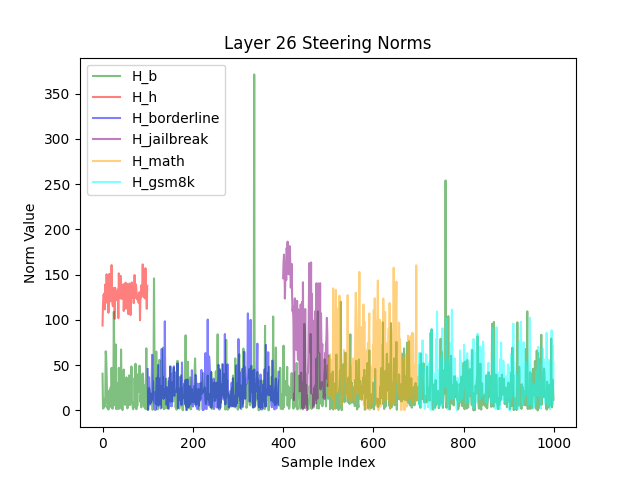 Layer 26 Steering Norms
H_b
H_h
H_borderline
H_jailbreak
H_math
H_gsm8k
Norm Value
350
300
250
200
150
100
50
0
0 200 400 600 800 1000
Sample Index